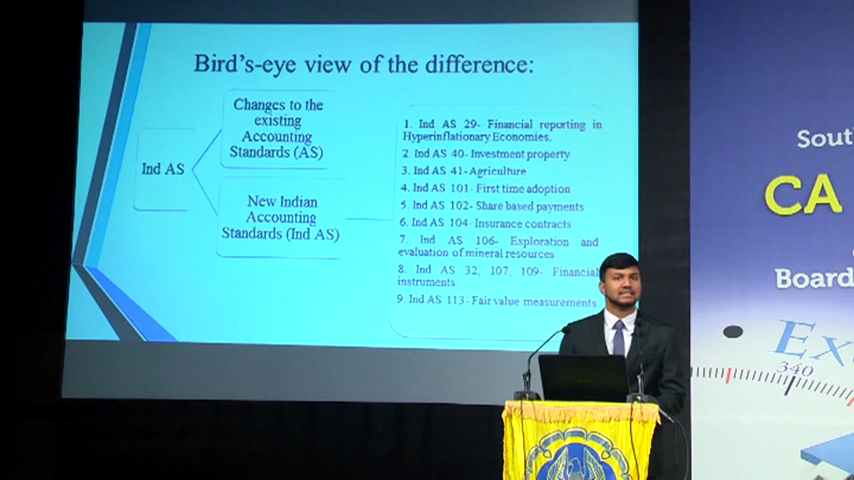 Bird's-eye view of the difference:
Ind AS
Changes to the
existing
Accounting
Standards (AS)
New Indian
Accounting
Standards (Ind AS)
1. Ind AS 29- Financial reporting in
Hyperinflationary Economies.
2. Ind AS 40- Investment property
3. Ind AS 41- Agriculture
4. Ind AS 101- First time adoption
5. Ind AS 102- Share based payments
6. Ind AS 104- Insurance contracts
7. Ind AS 106- Exploration and
evaluation of mineral resources
8. Ind AS 32, 107, 109- Financial
instruments
9. Ind AS 113- Fair value measurements
Sout
CA
Board
Ex
340